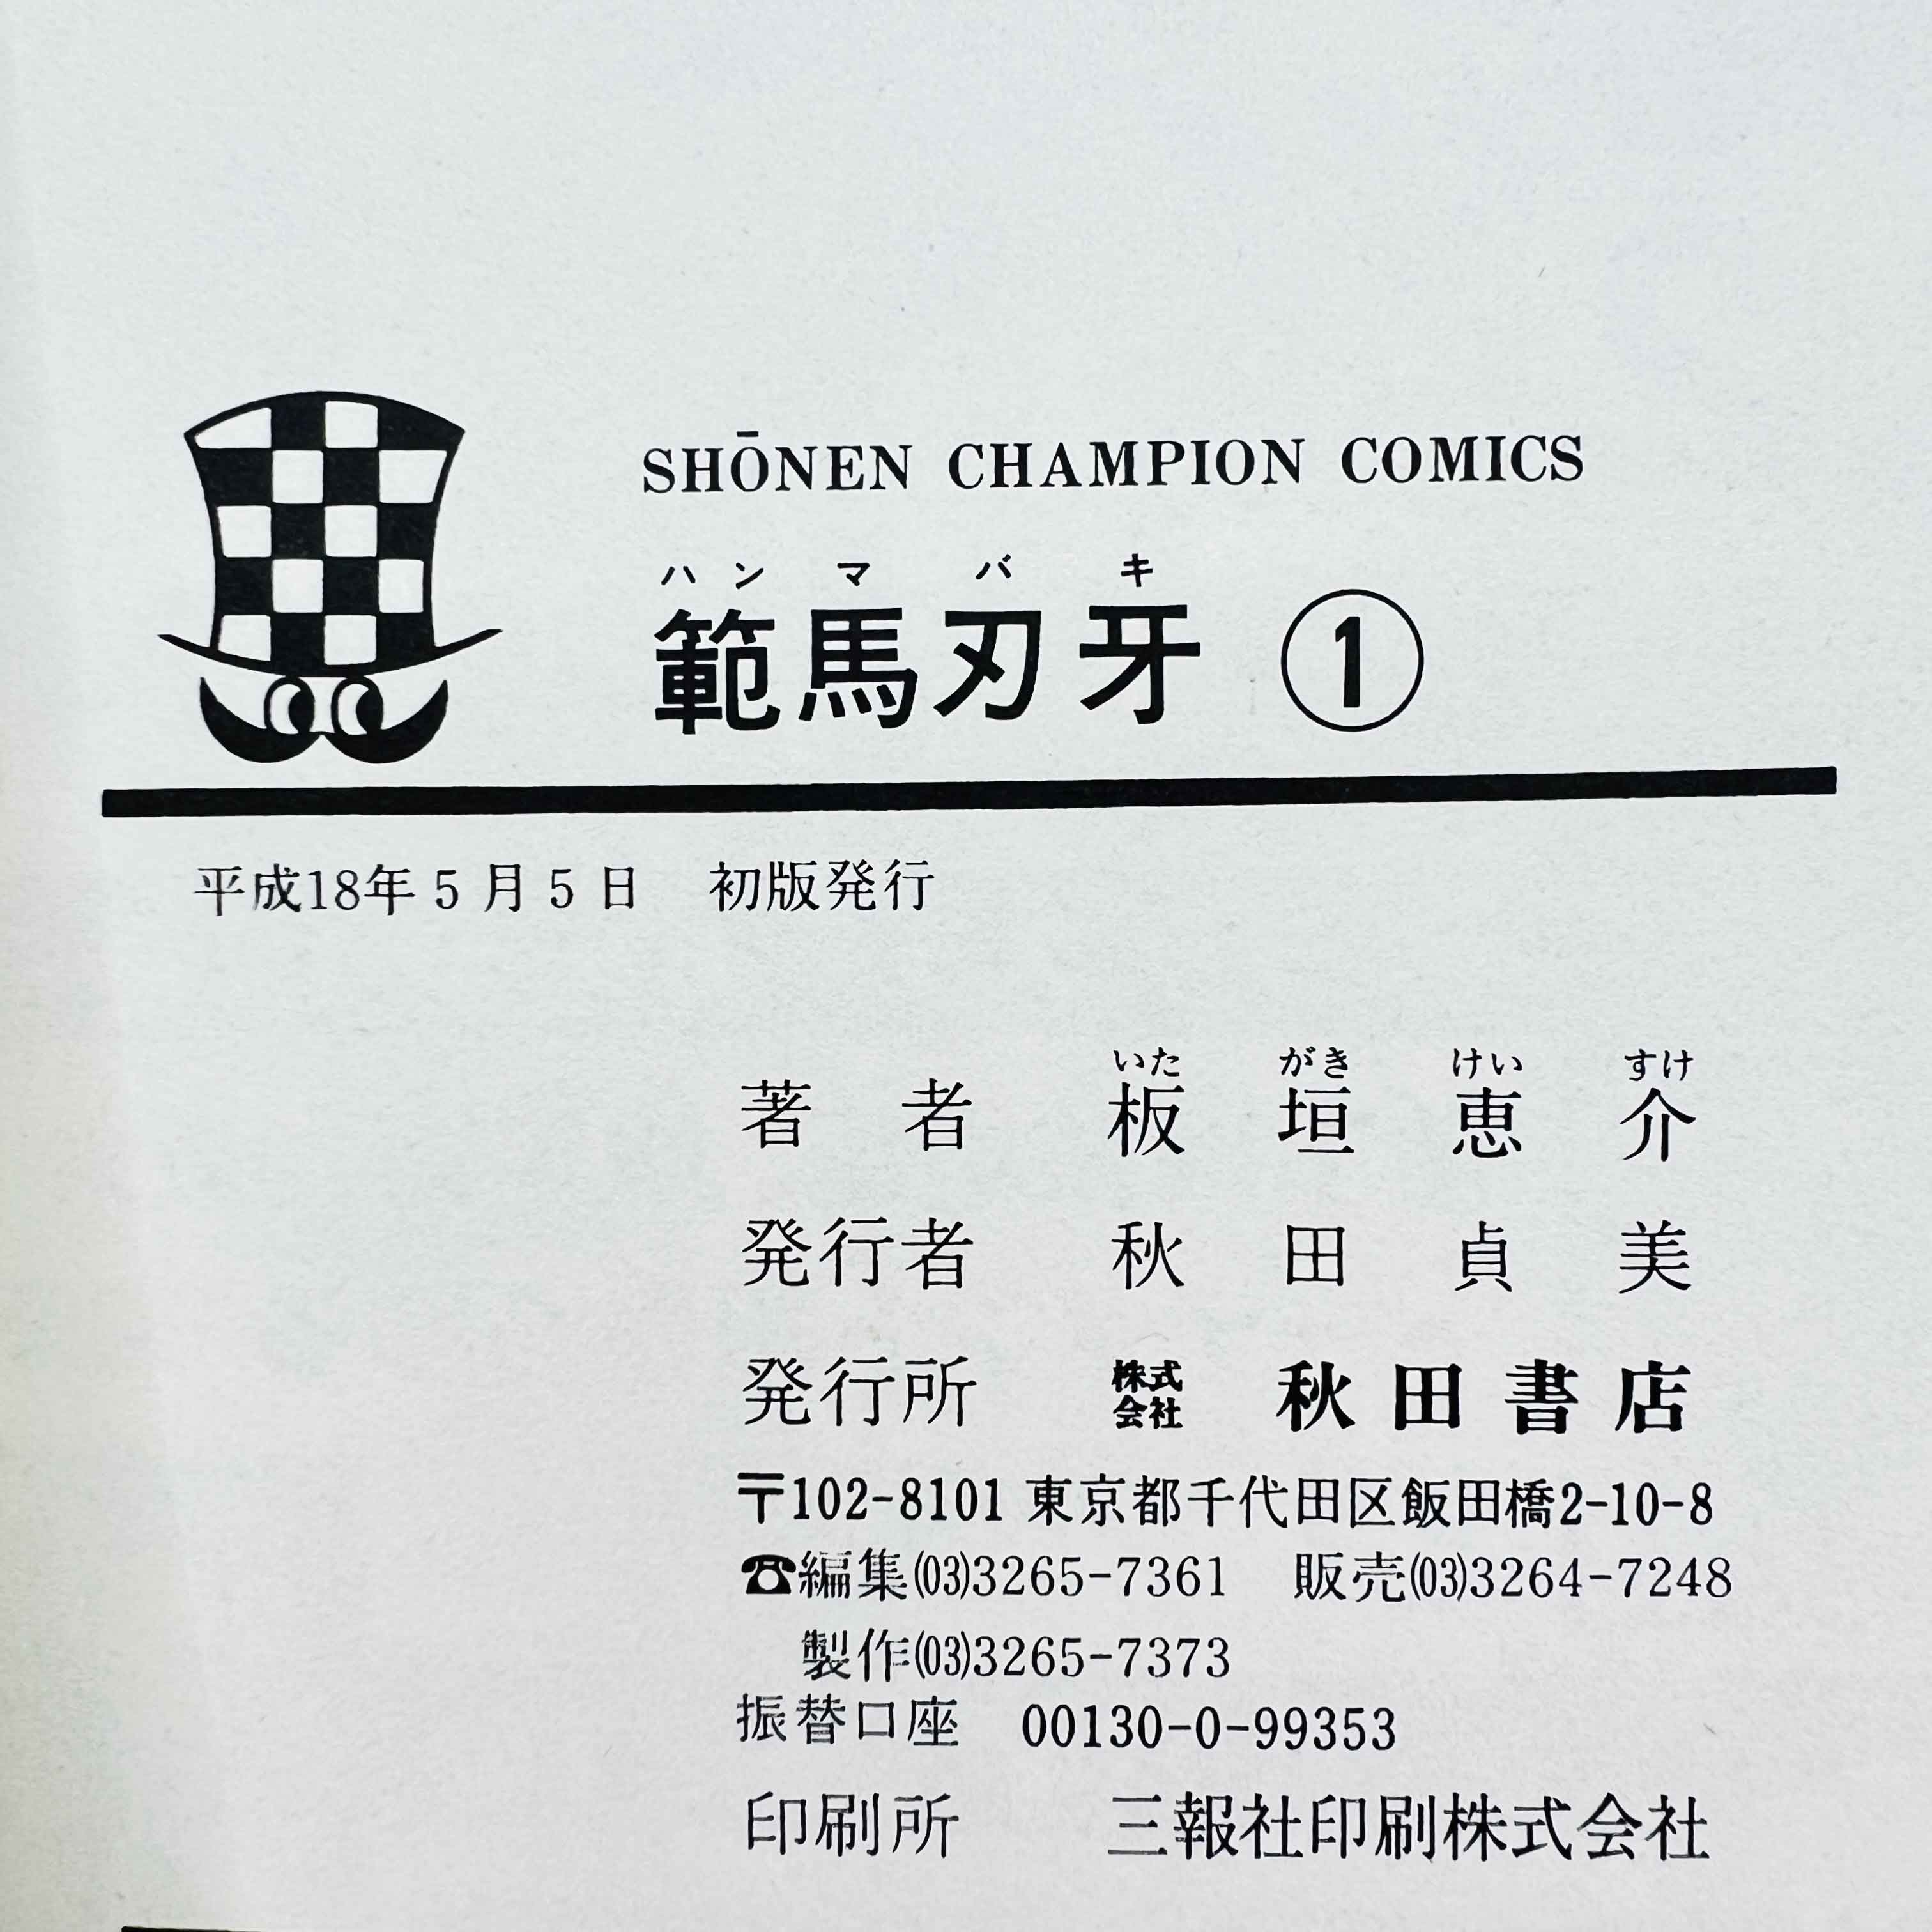 SHŌNEN CHAMPION COMICS
ハンマバキ
範馬刃牙 ①
平成18年5月5日 初版発行
いたがきけいすけ
著者 板垣恵介
発行者 秋田貞美
発行所 株式会社 秋田書店
〒102-8101 東京都千代田区飯田橋2-10-8
☎編集(03)3265-7361 販売(03)3264-7248
製作(03)3265-7373
振替口座 00130-0-99353
印刷所 三報社印刷株式会社